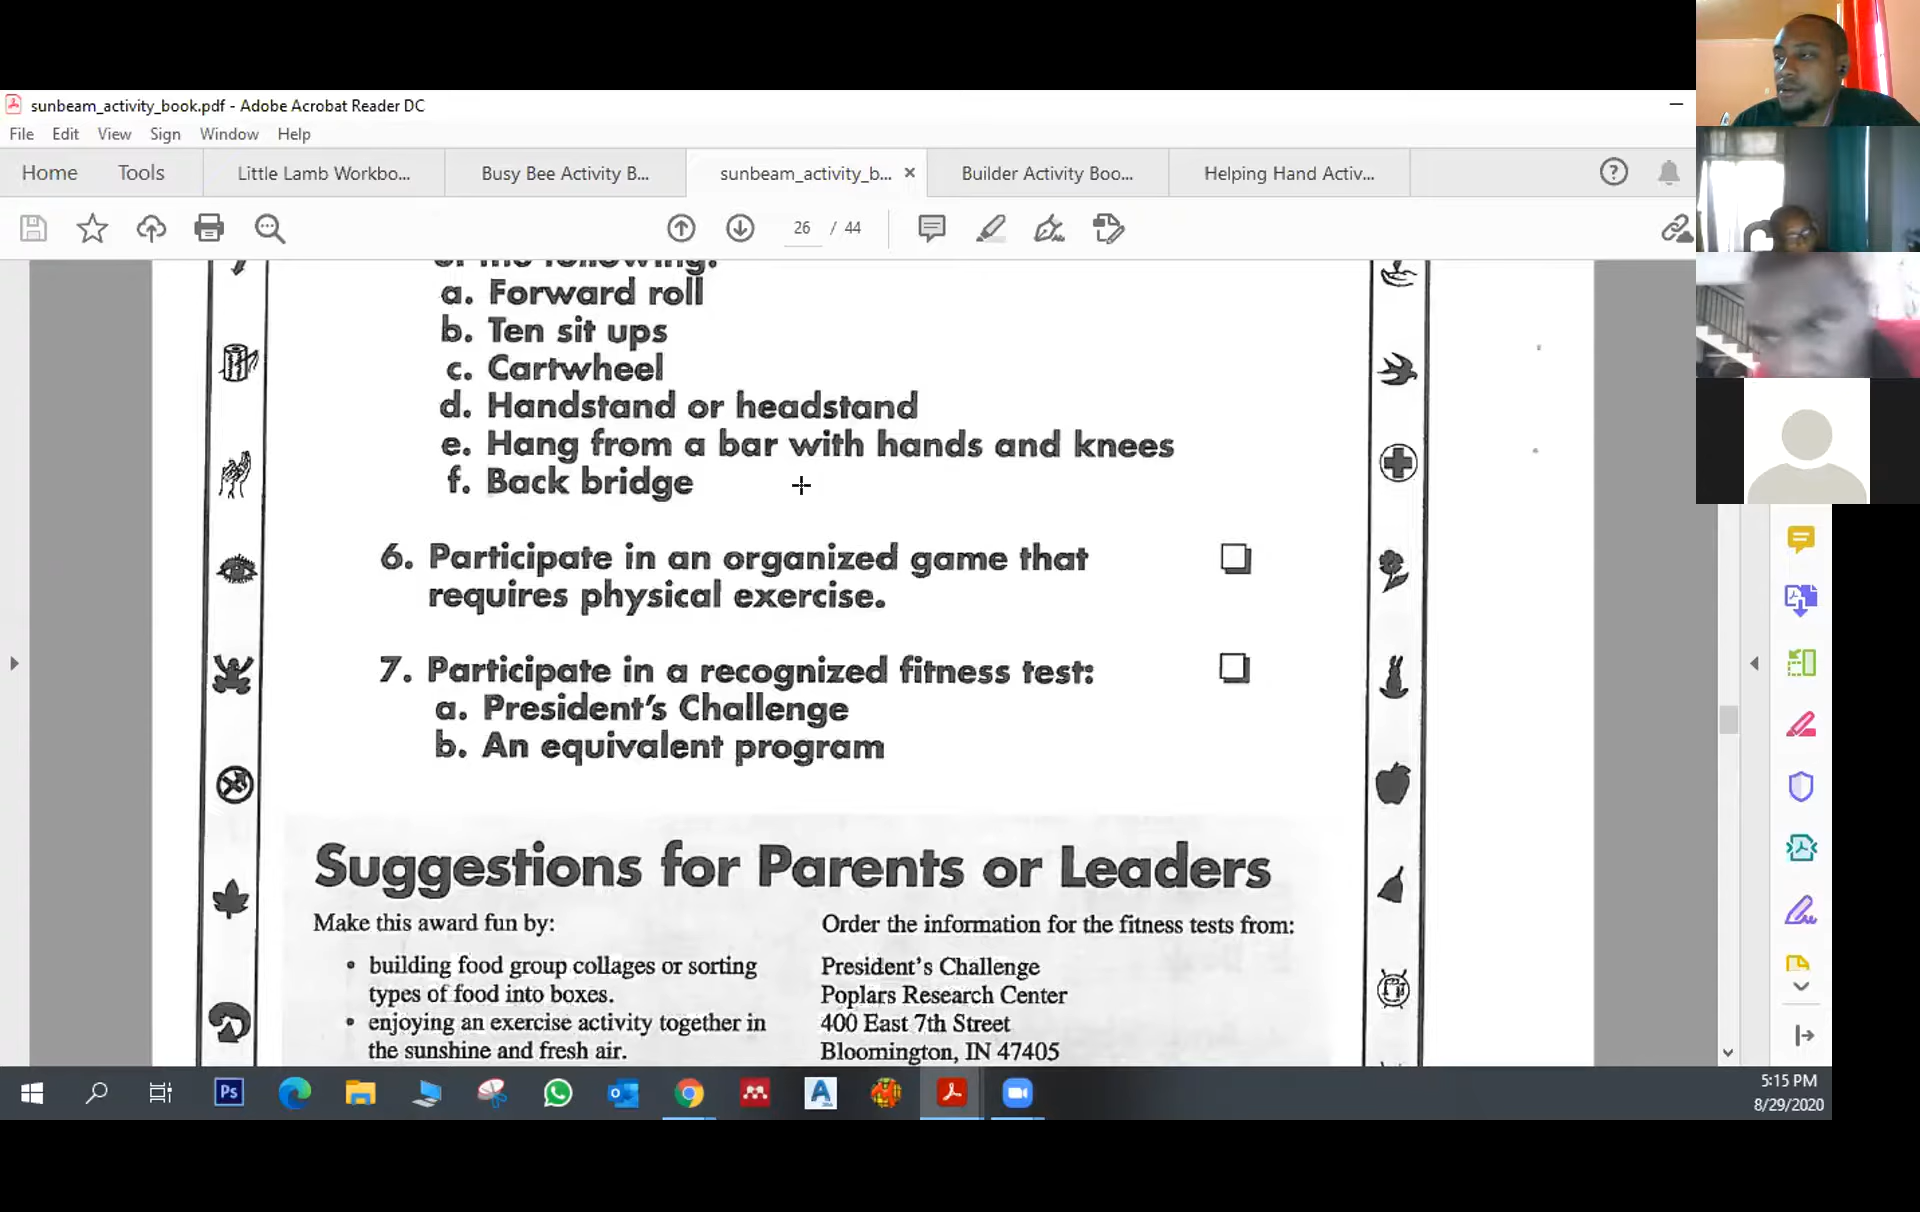 sunbeam_activity_book.pdf - Adobe Acrobat Reader DC
File Edit View Sign Window Help
Home Tools Little Lamb Workbo... Busy Bee Activity B... sunbeam_activity_b... Builder Activity Boo... Helping Hand Activ...
26 / 44
of the following:
a. Forward roll
b. Ten sit ups
c. Cartwheel
d. Handstand or headstand
e. Hang from a bar with hands and knees
f. Back bridge
6. Participate in an organized game that
requires physical exercise.
7. Participate in a recognized fitness test:
a. President's Challenge
b. An equivalent program
Suggestions for Parents or Leaders
Make this award fun by:
• building food group collages or sorting
types of food into boxes.
• enjoying an exercise activity together in
the sunshine and fresh air.
Order the information for the fitness tests from:
President's Challenge
Poplars Research Center
400 East 7th Street
Bloomington, IN 47405
Ps
A
5:15 PM
8/29/2020